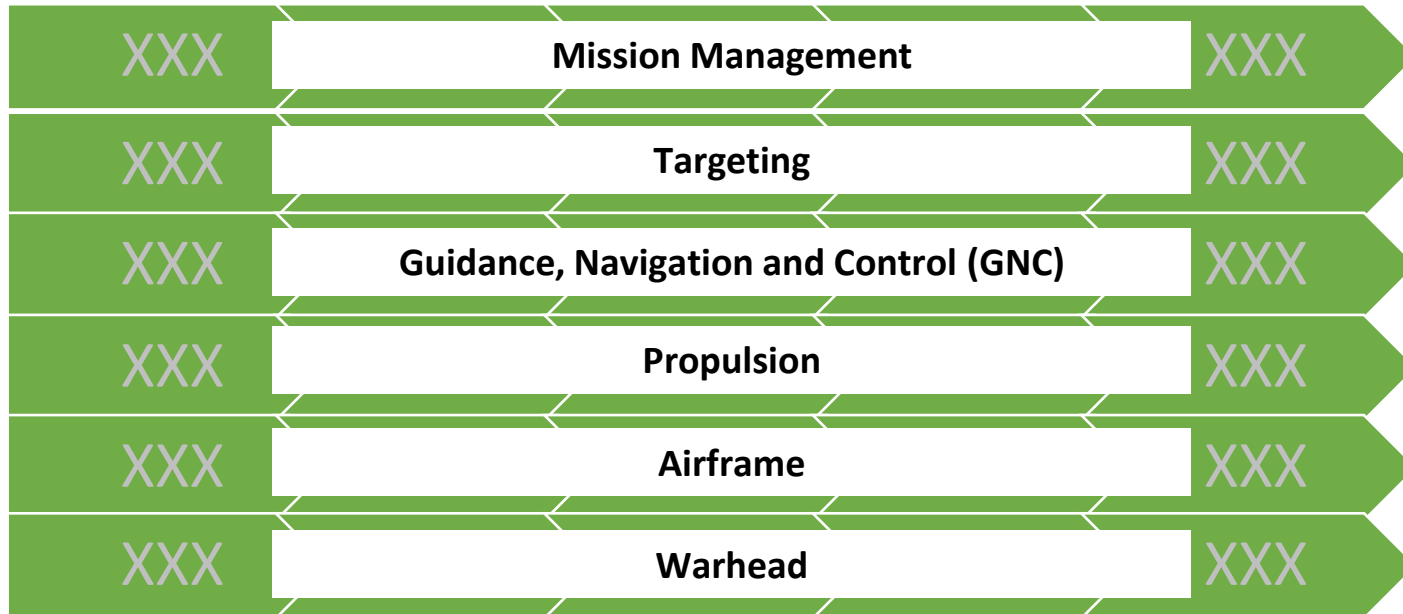 XXX Mission Management XXX
XXX Targeting XXX
XXX Guidance, Navigation and Control (GNC) XXX
XXX Propulsion XXX
XXX Airframe XXX
XXX Warhead XXX